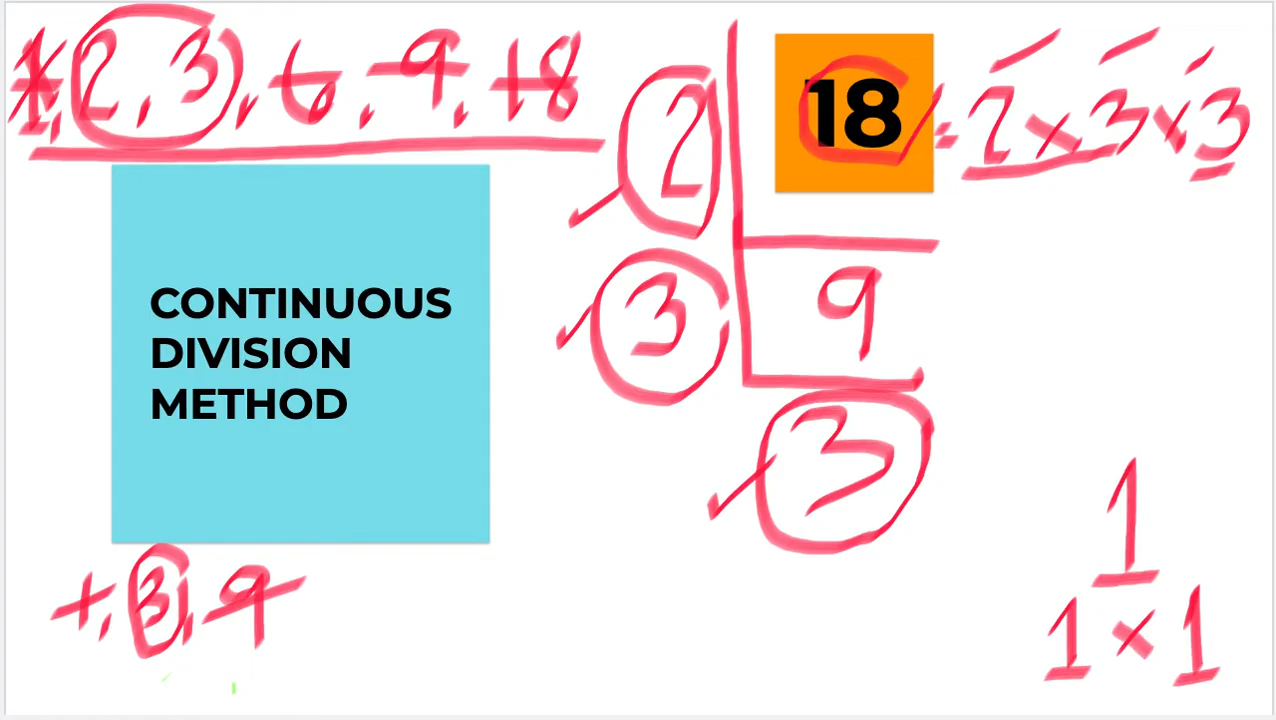 1, 2, 3, 6, 9, 18
2 18 = 2 x 3 x 3
CONTINUOUS
DIVISION
METHOD
3 9
3
1, 3, 9
1
1 x 1